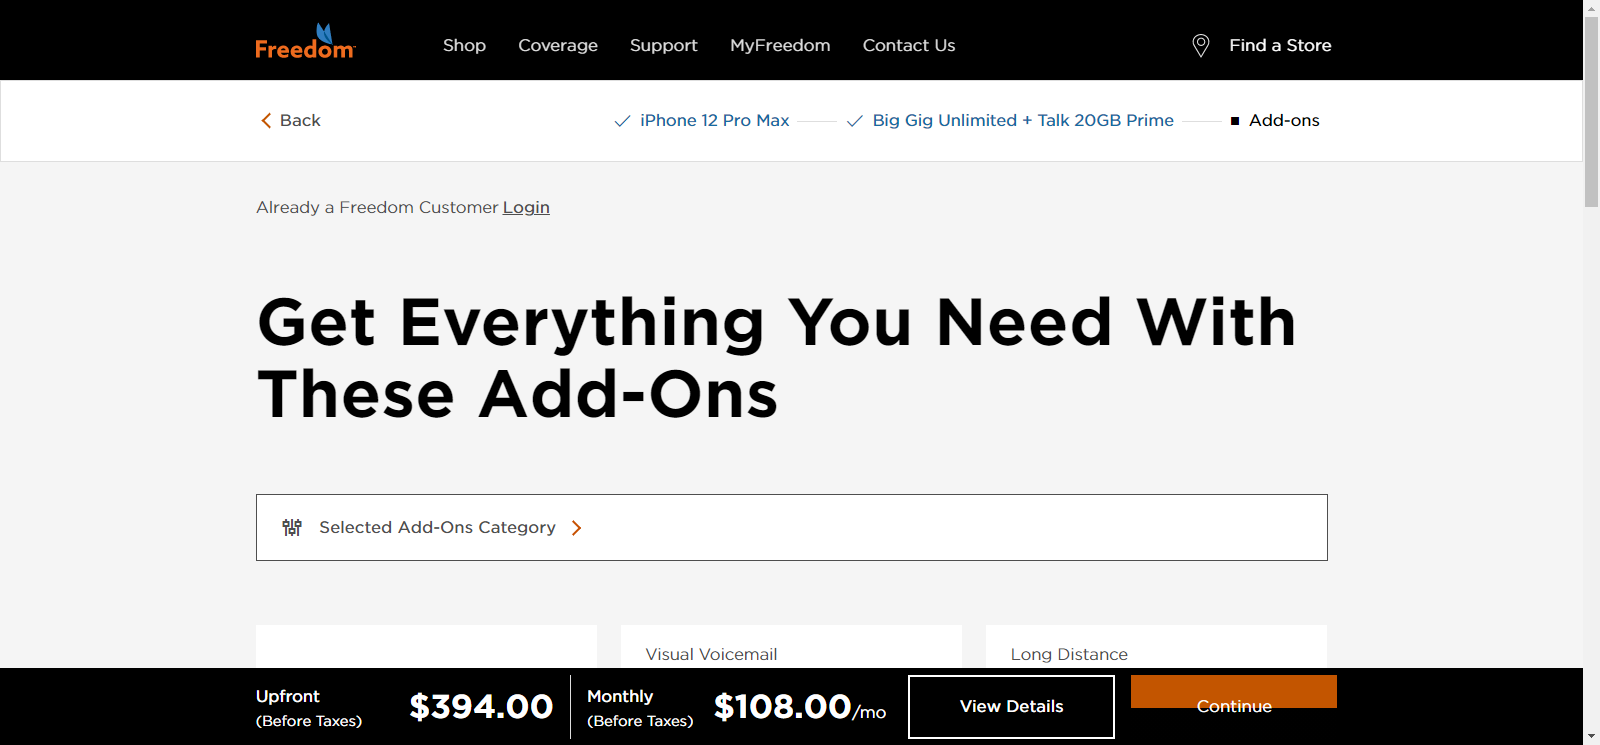 Freedom
Shop
Coverage
Support
MyFreedom
Contact Us
Find a Store
Back
iPhone 12 Pro Max
Big Gig Unlimited + Talk 20GB Prime
Add-ons
Already a Freedom Customer Login
Get Everything You Need With
These Add-Ons
Selected Add-Ons Category
Visual Voicemail
Long Distance
Upfront
(Before Taxes)
$394.00
Monthly
(Before Taxes)
$108.00/mo
View Details
Continue